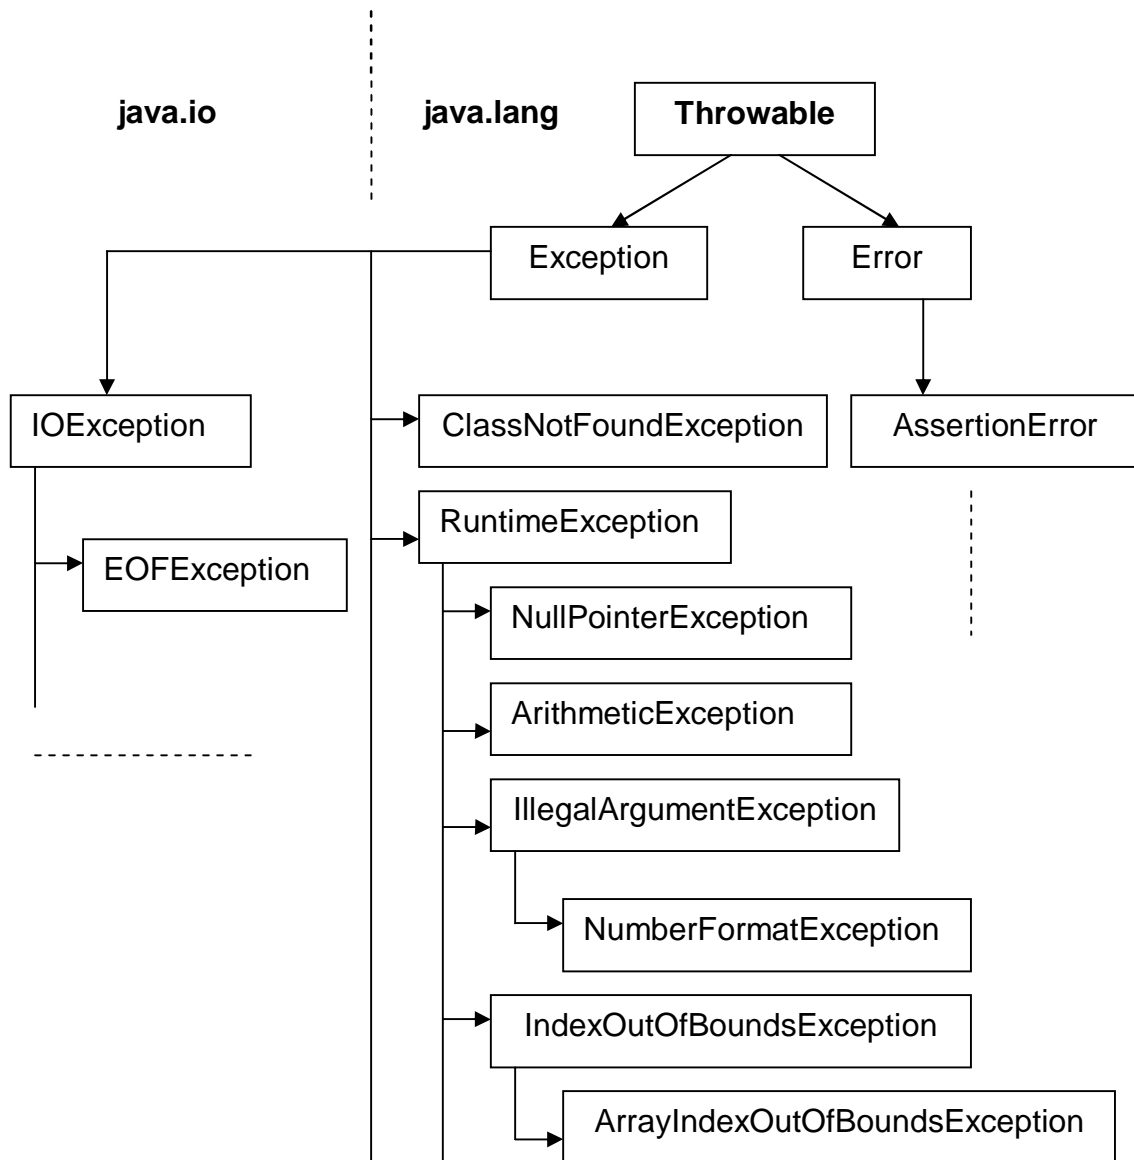 java.io
java.lang
Throwable
Exception
Error
IOException
ClassNotFoundException
AssertionError
RuntimeException
EOFException
NullPointerException
ArithmeticException
IllegalArgumentException
NumberFormatException
IndexOutOfBoundsException
ArrayIndexOutOfBoundsException